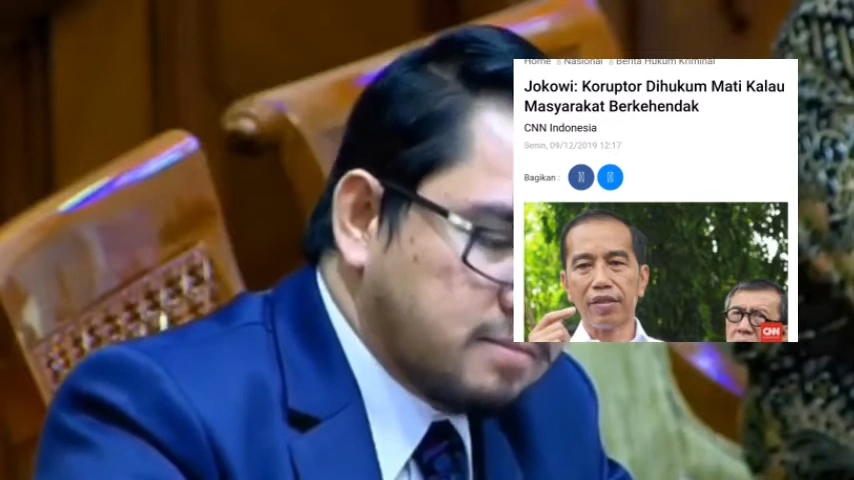 Home Nasional Berita Hukum Kriminal
Jokowi: Koruptor Dihukum Mati Kalau
Masyarakat Berkehendak
CNN Indonesia
Senin, 09/12/2019 12:17
Bagikan :
CNN